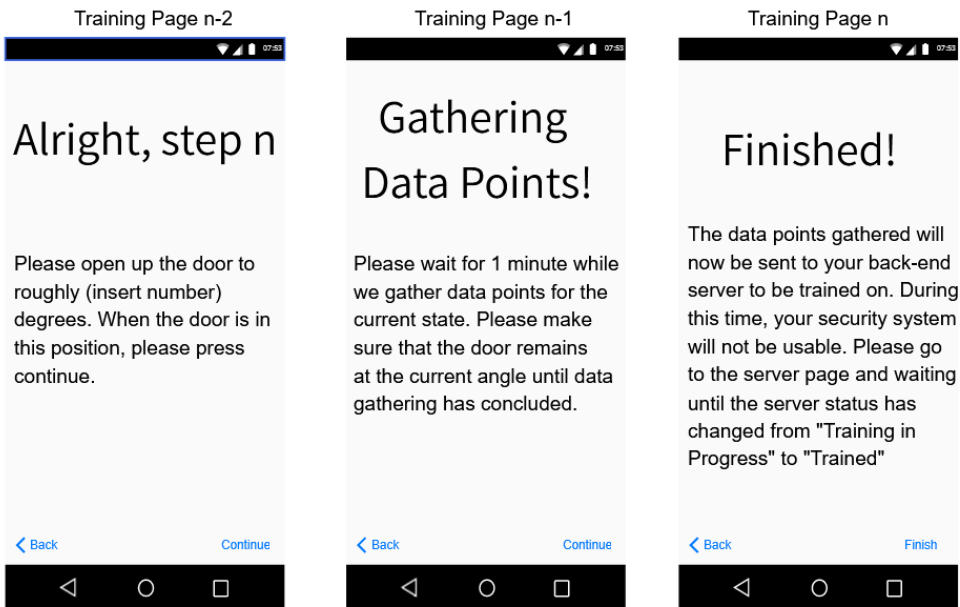 Training Page n-2
07:53
Alright, step n
Please open up the door to
roughly (insert number)
degrees. When the door is in
this position, please press
continue.
Back
Continue
Training Page n-1
07:53
Gathering
Data Points!
Please wait for 1 minute while
we gather data points for the
current state. Please make
sure that the door remains
at the current angle until data
gathering has concluded.
Back
Continue
Training Page n
07:53
Finished!
The data points gathered will
now be sent to your back-end
server to be trained on. During
this time, your security system
will not be usable. Please go
to the server page and waiting
until the server status has
changed from "Training in
Progress" to "Trained"
Back
Finish